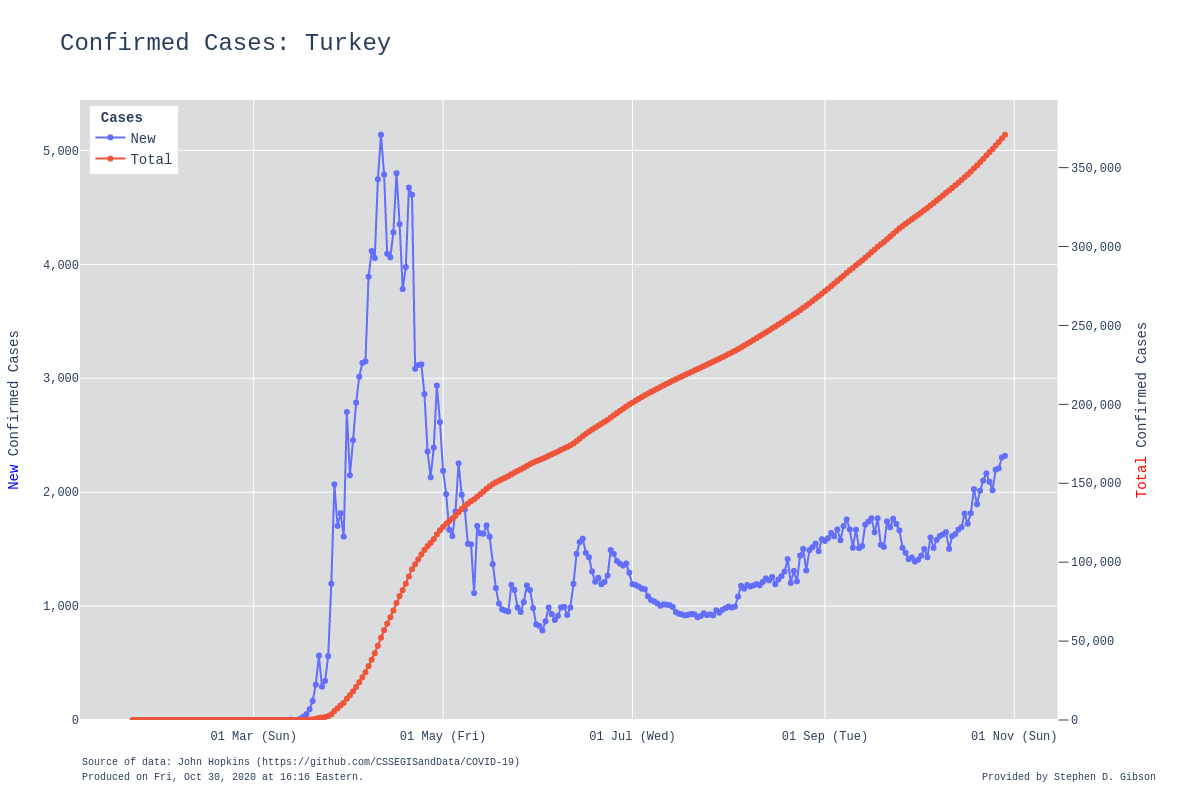 Confirmed Cases: Turkey
Cases
New
Total
5,000
4,000
3,000
2,000
1,000
0
350,000
300,000
250,000
200,000
150,000
100,000
50,000
0
New Confirmed Cases
Total Confirmed Cases
01 Mar (Sun)
01 May (Fri)
01 Jul (Wed)
01 Sep (Tue)
01 Nov (Sun)
Source of data: John Hopkins (https://github.com/CSSEGISandData/COVID-19)
Produced on Fri, Oct 30, 2020 at 16:16 Eastern.
Provided by Stephen D. Gibson